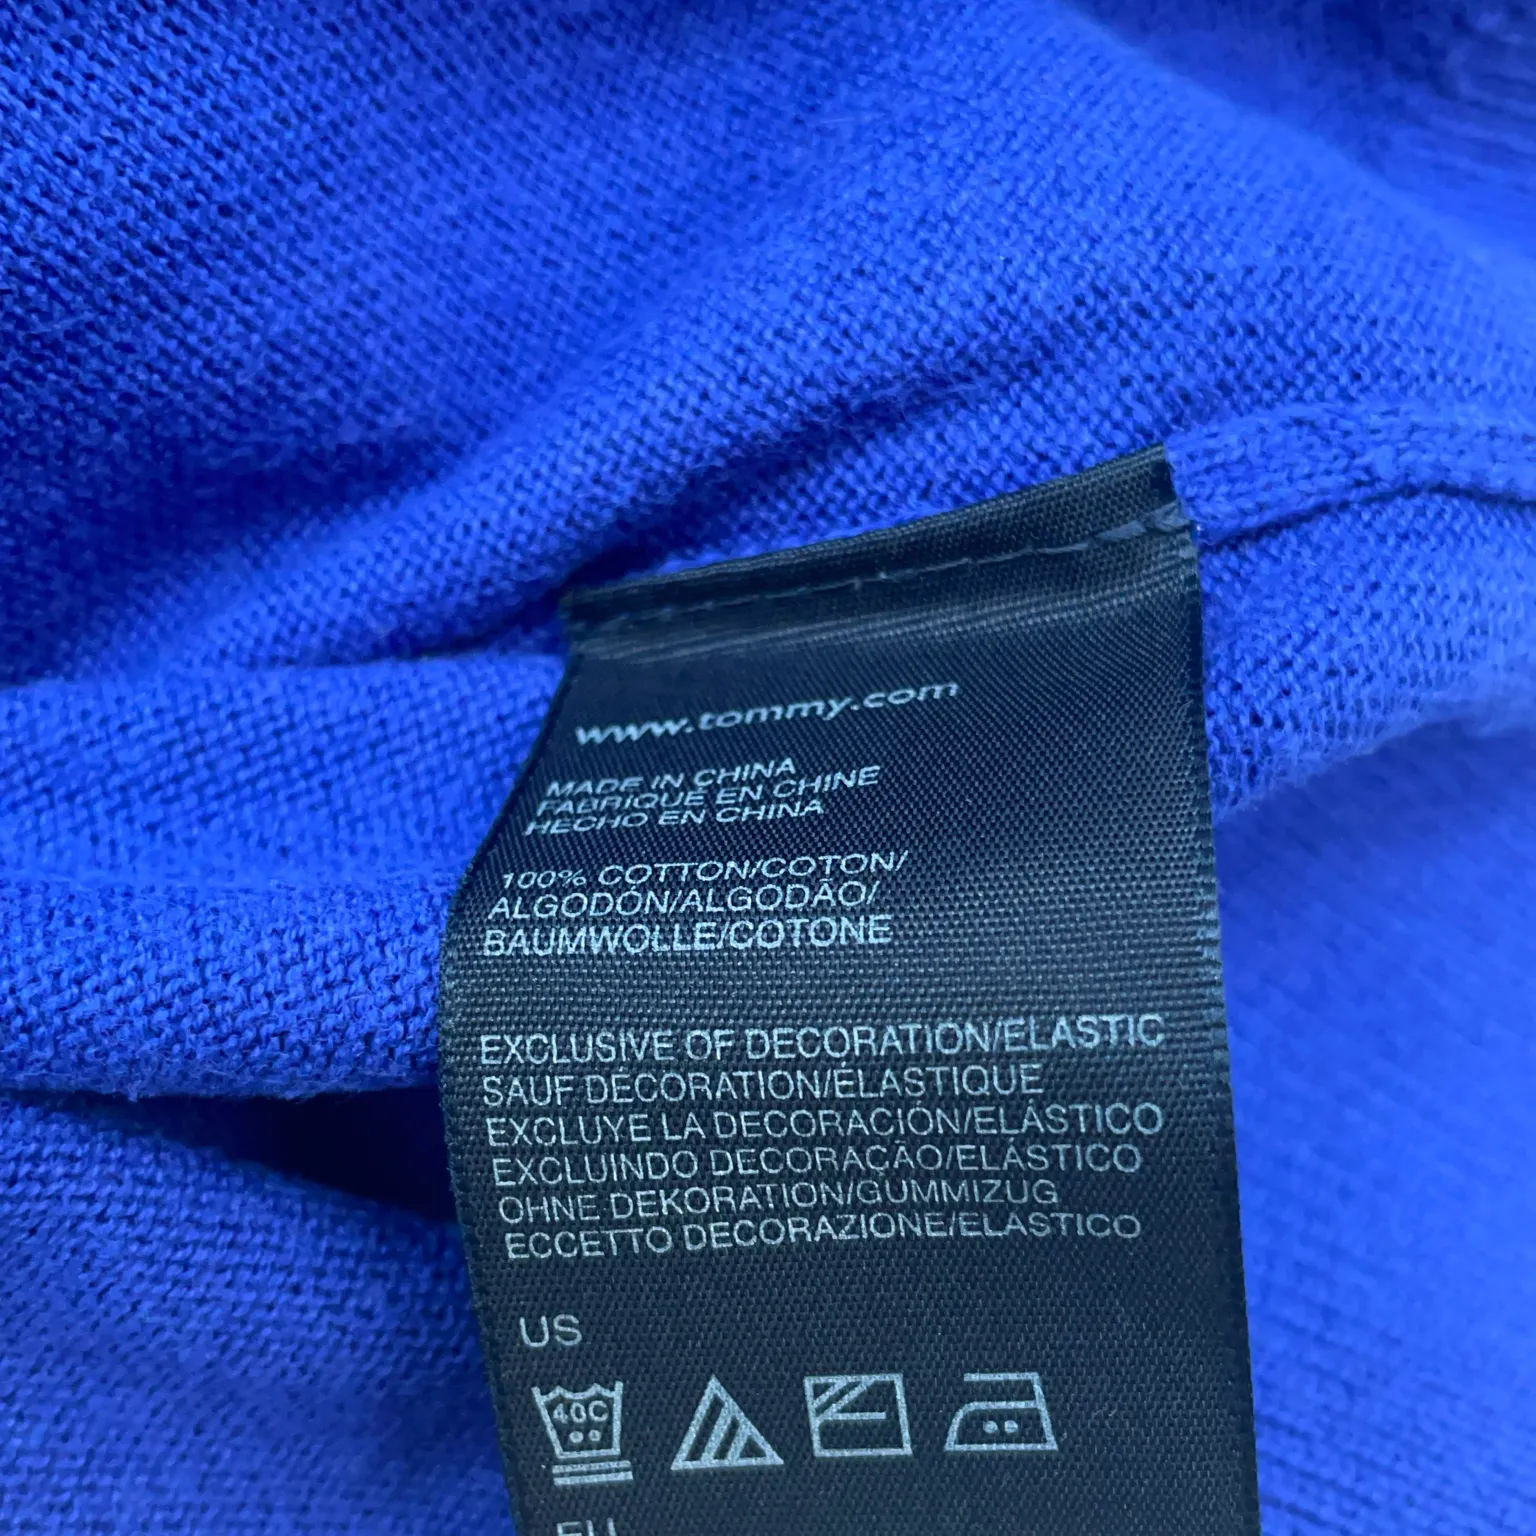 www.tommy.com
MADE IN CHINA
FABRIQUE EN CHINE
HECHO EN CHINA
100% COTTON/COTON/
ALGODÓN/ALGODÃO/
BAUMWOLLE/COTONE
EXCLUSIVE OF DECORATION/ELASTIC
SAUF DÉCORATION/ÉLASTIQUE
EXCLUYE LA DECORACIÓN/ELÁSTICO
EXCLUINDO DECORAÇÃO/ELÁSTICO
OHNE DEKORATION/GUMMIZUG
ECCETTO DECORAZIONE/ELASTICO
US
40C
EU